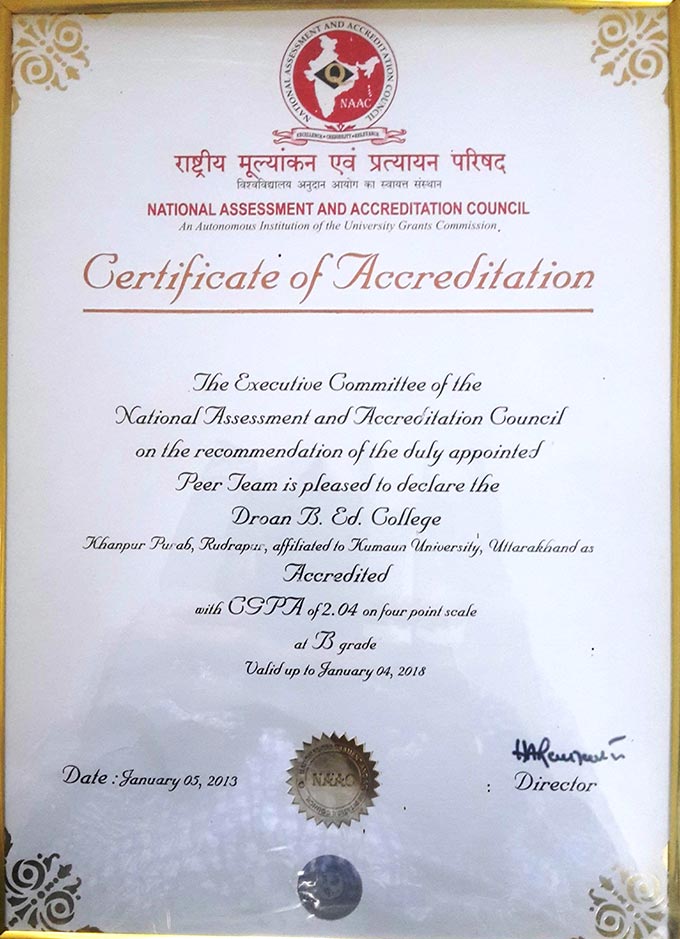 NATIONAL ASSESSMENT AND ACCREDITATION COUNCIL
Q
NAAC
EXCELLENCE • CREDIBILITY • RELEVANCE
राष्ट्रीय मूल्यांकन एवं प्रत्यायन परिषद
विश्वविद्यालय अनुदान आयोग का स्वायत्त संस्थान
NATIONAL ASSESSMENT AND ACCREDITATION COUNCIL
An Autonomous Institution of the University Grants Commission
Certificate of Accreditation
The Executive Committee of the
National Assessment and Accreditation Council
on the recommendation of the duly appointed
Peer Team is pleased to declare the
Droan B. Ed. College
Khanpur Purab, Rudrapur, affiliated to Kumaun University, Uttarakhand as
Accredited
with CGPA of 2.04 on four point scale
at B grade
Valid up to January 04, 2018
NAAC
Date : January 05, 2013
: Director